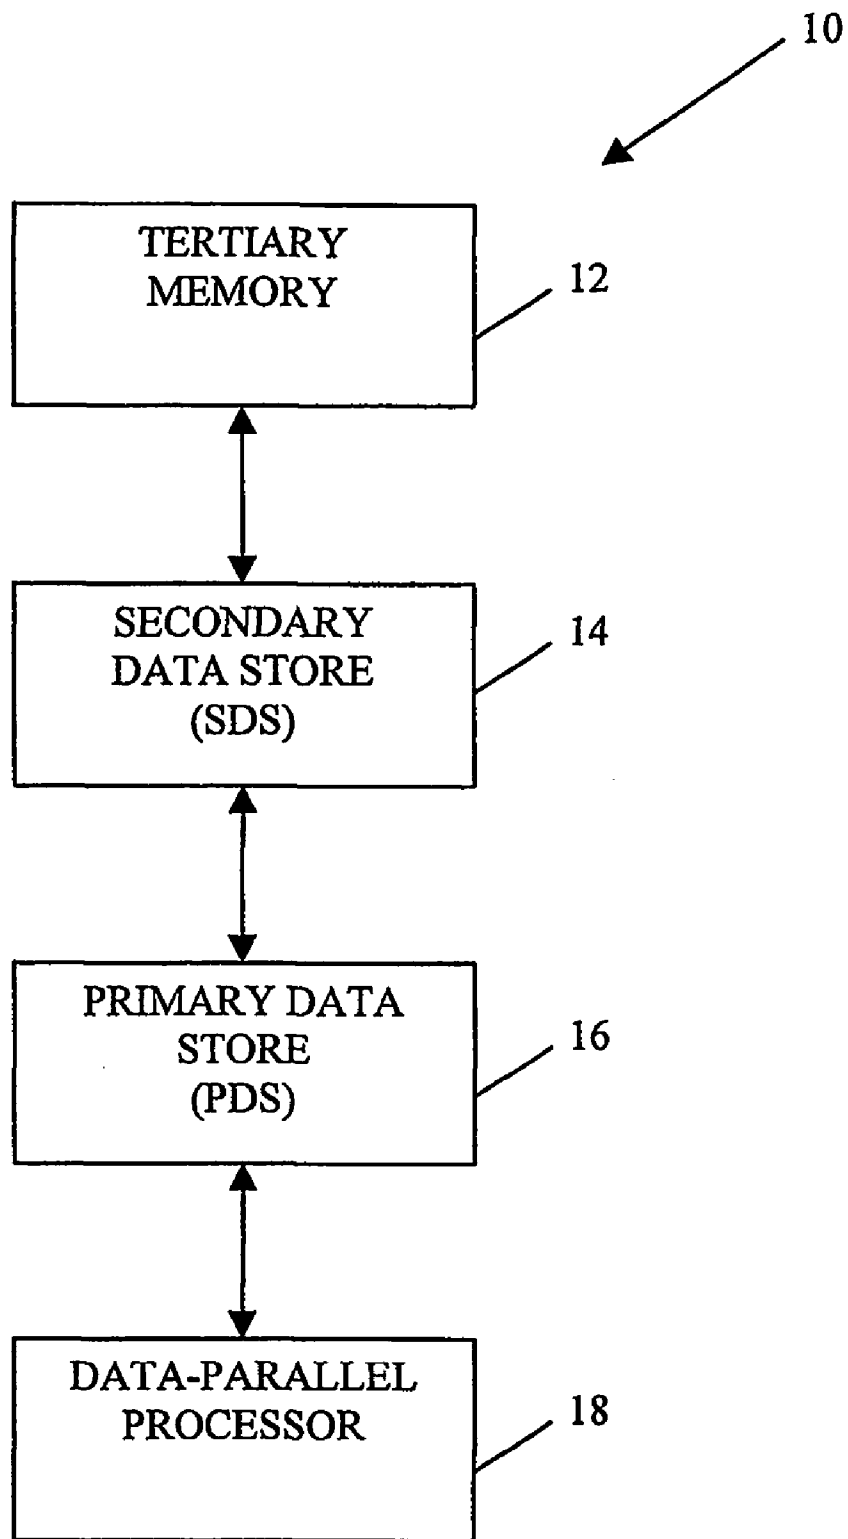 10
TERTIARY
MEMORY
12
SECONDARY
DATA STORE
(SDS)
14
PRIMARY DATA
STORE
(PDS)
16
DATA-PARALLEL
PROCESSOR
18